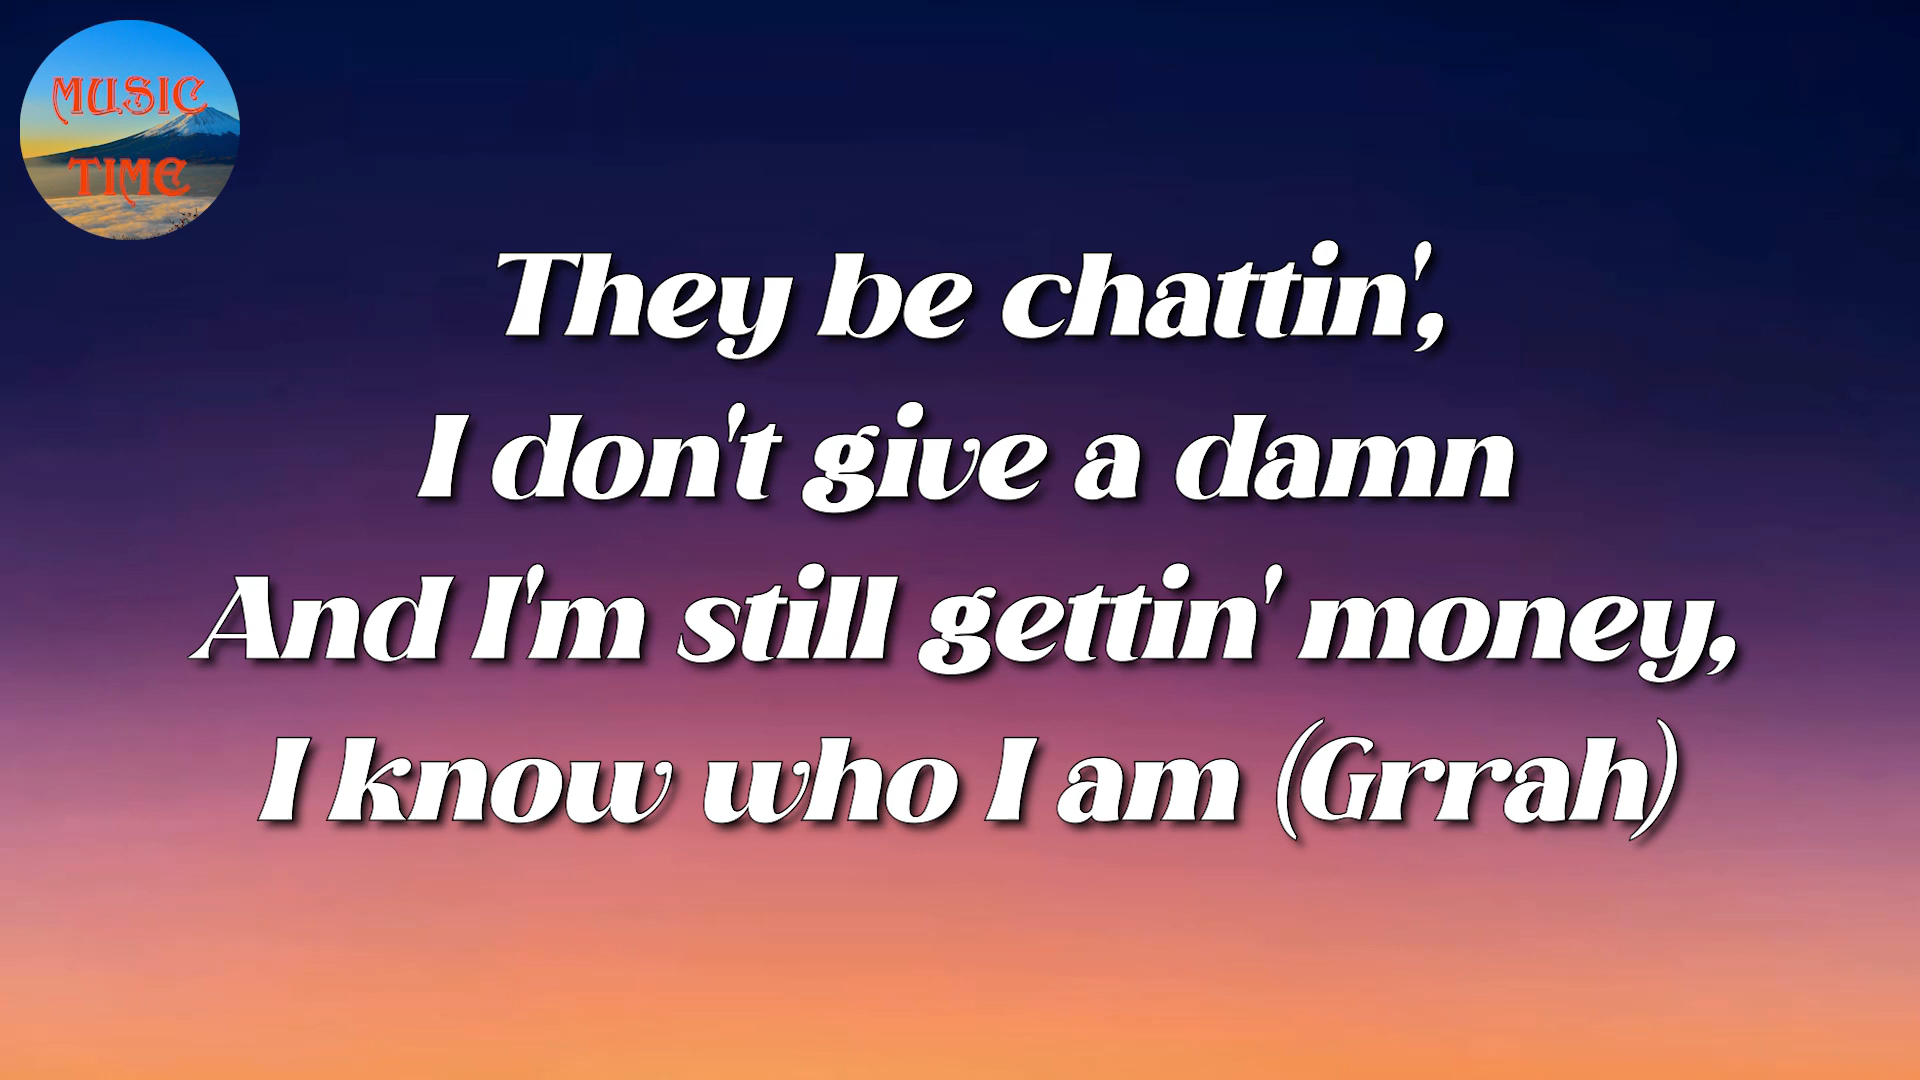 MUSIC
TIME
They be chattin',
I don't give a damn
And I'm still gettin' money,
I know who I am (Grrah)